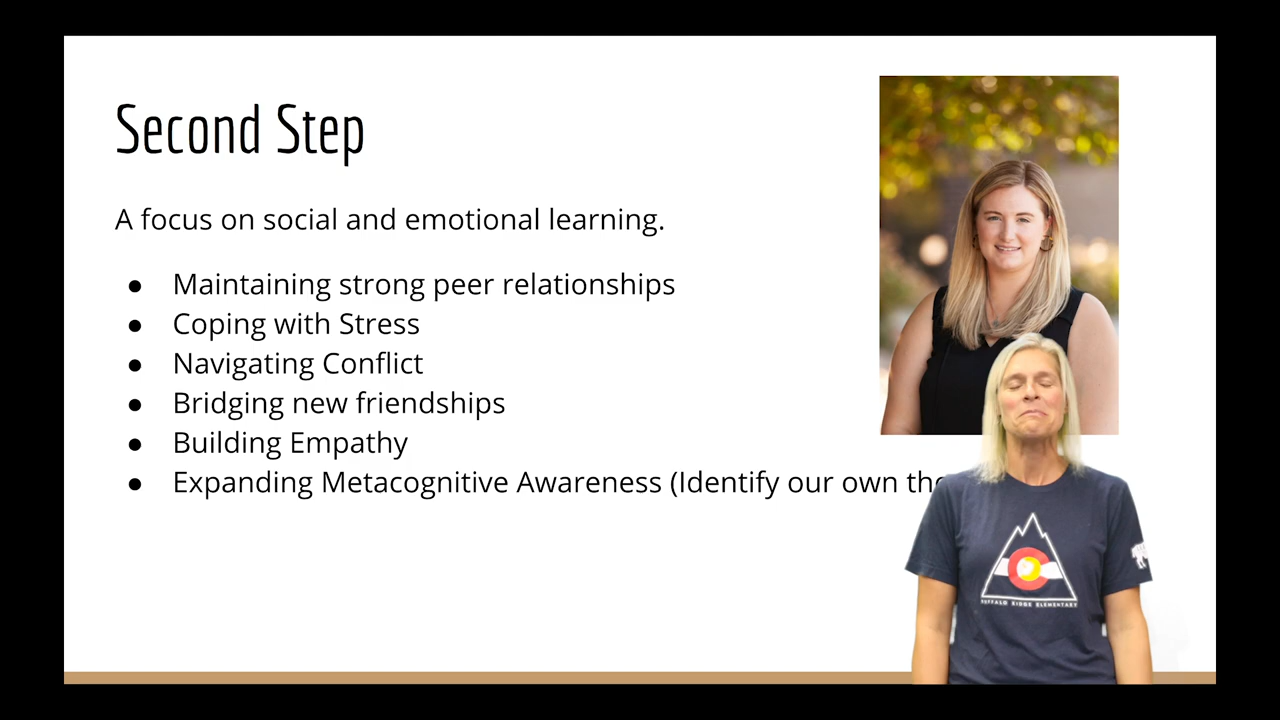 Second Step
A focus on social and emotional learning.
● Maintaining strong peer relationships
● Coping with Stress
● Navigating Conflict
● Bridging new friendships
● Building Empathy
● Expanding Metacognitive Awareness (Identify our own
BUFFALO RIDGE ELEMENTARY